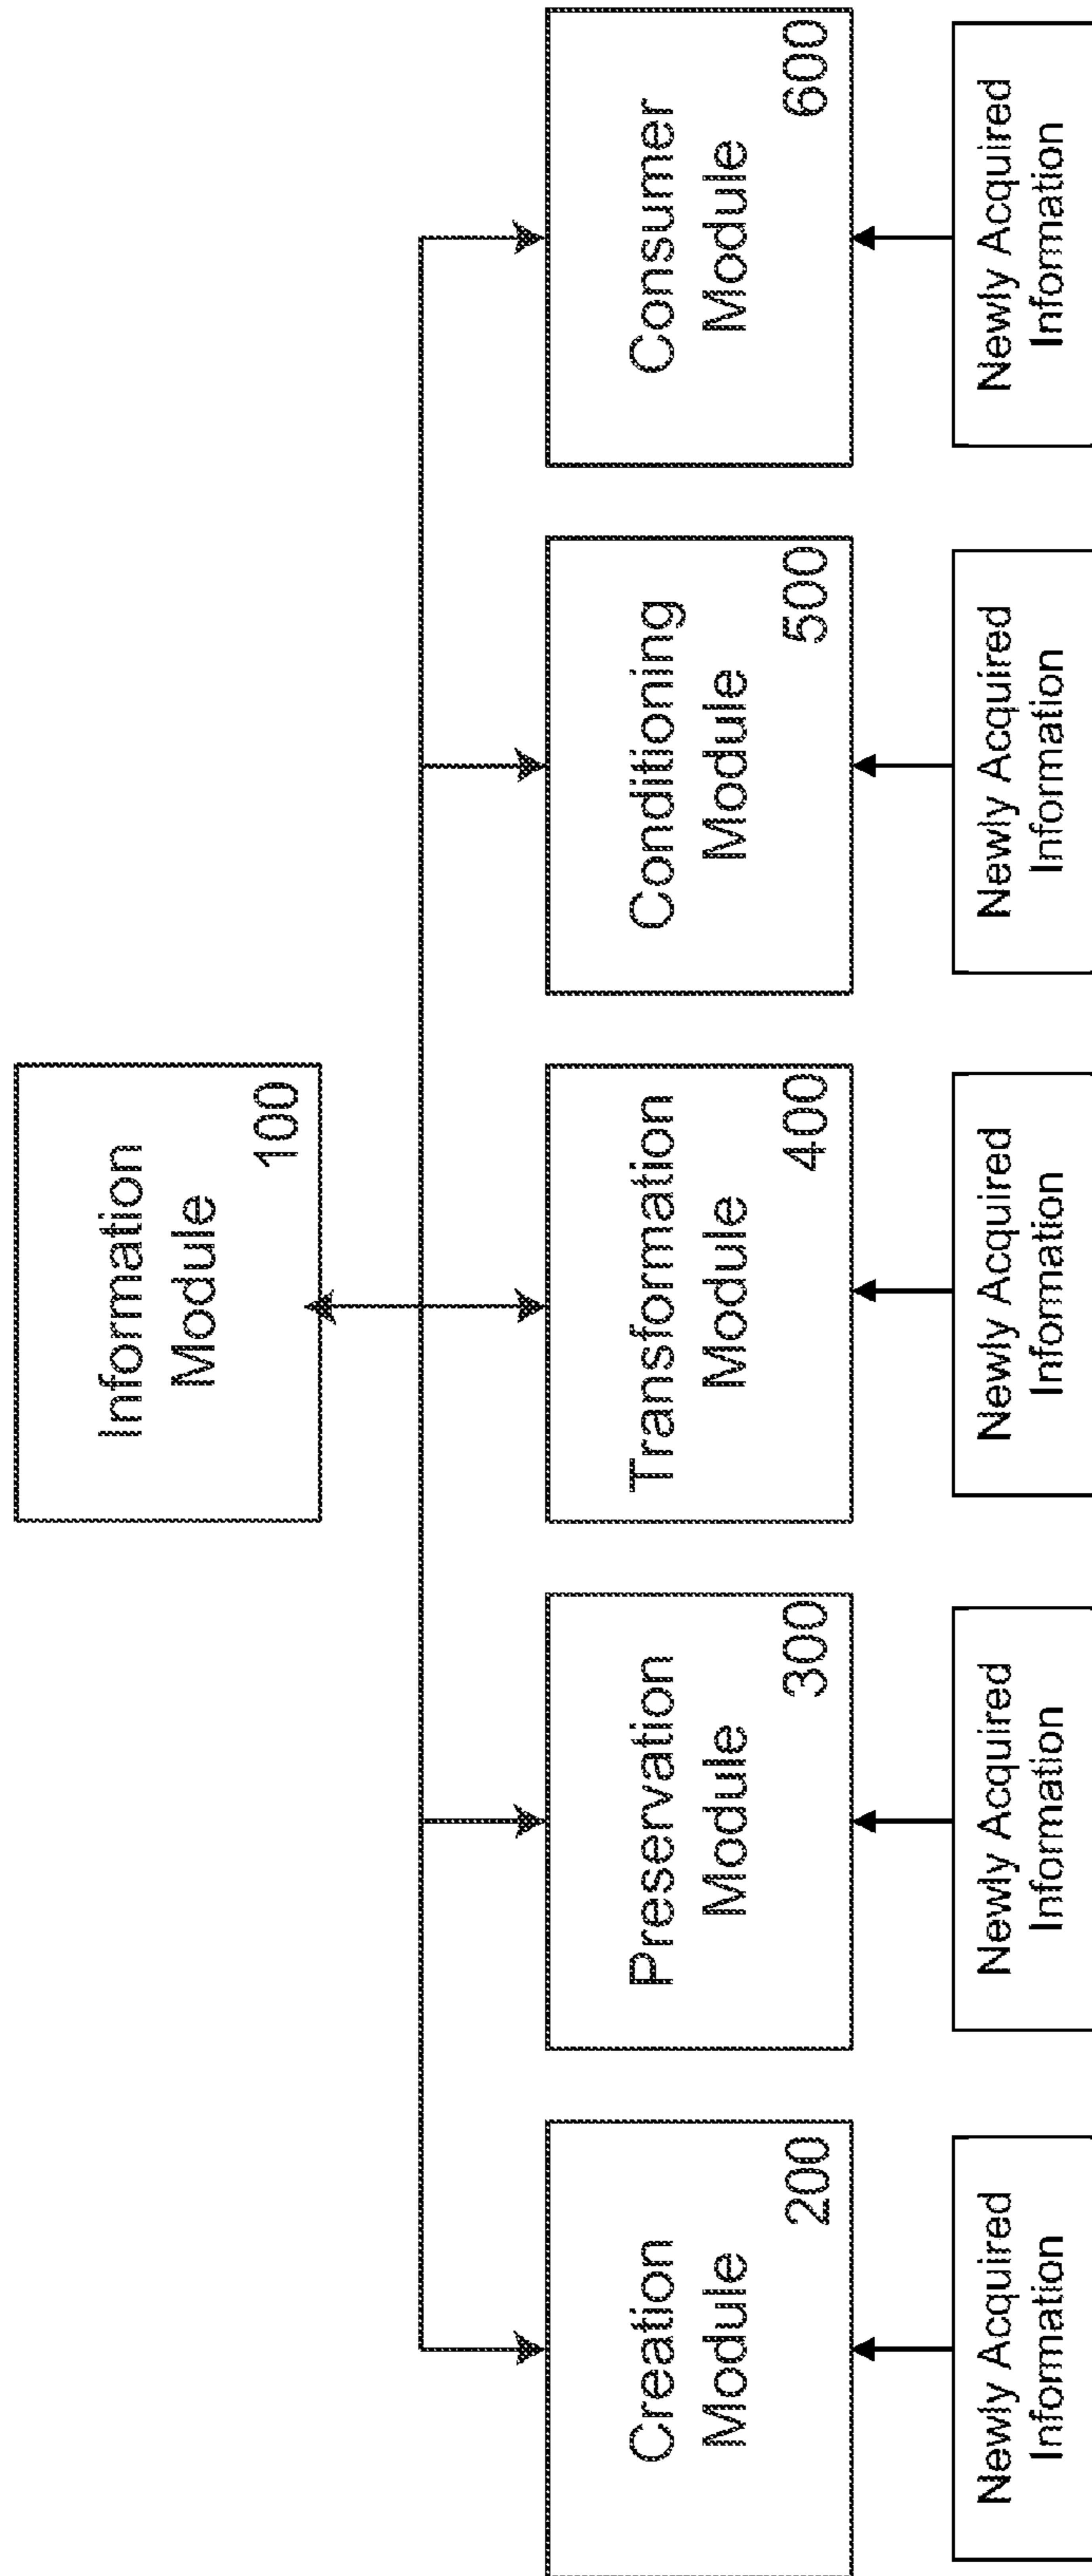 Information
Module
100
Creation
Module
200
Preservation
Module
300
Transformation
Module
400
Conditioning
Module
500
Consumer
Module
600
Newly Acquired
Information
Newly Acquired
Information
Newly Acquired
Information
Newly Acquired
Information
Newly Acquired
Information